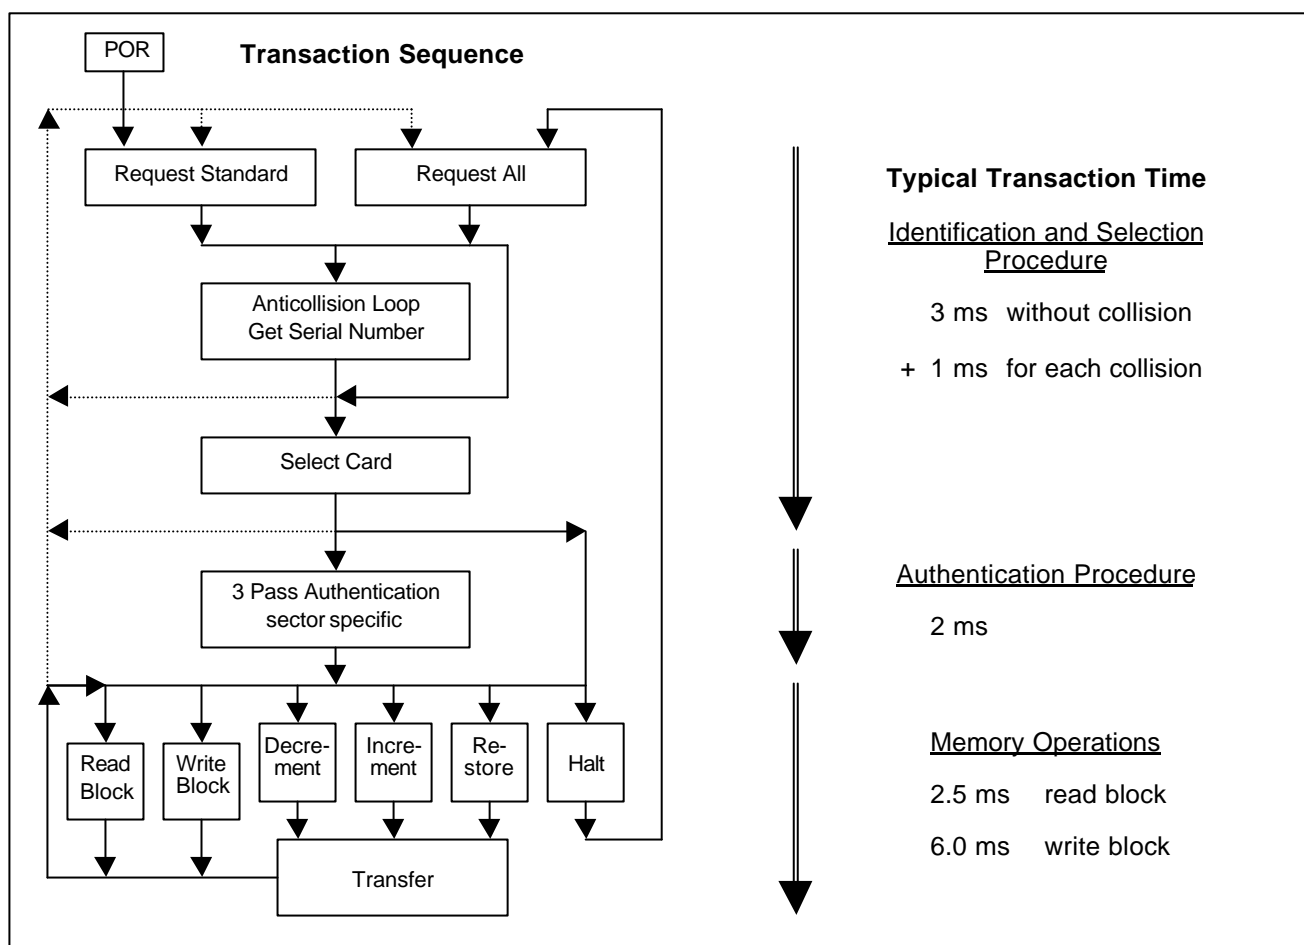 POR
Transaction Sequence
Request Standard
Request All
Anticollision Loop
Get Serial Number
Select Card
3 Pass Authentication
sector specific
Read
Block
Write
Block
Decre-
ment
Incre-
ment
Re-
store
Halt
Transfer
Typical Transaction Time
Identification and Selection
Procedure
3 ms without collision
+ 1 ms for each collision
Authentication Procedure
2 ms
Memory Operations
2.5 ms read block
6.0 ms write block